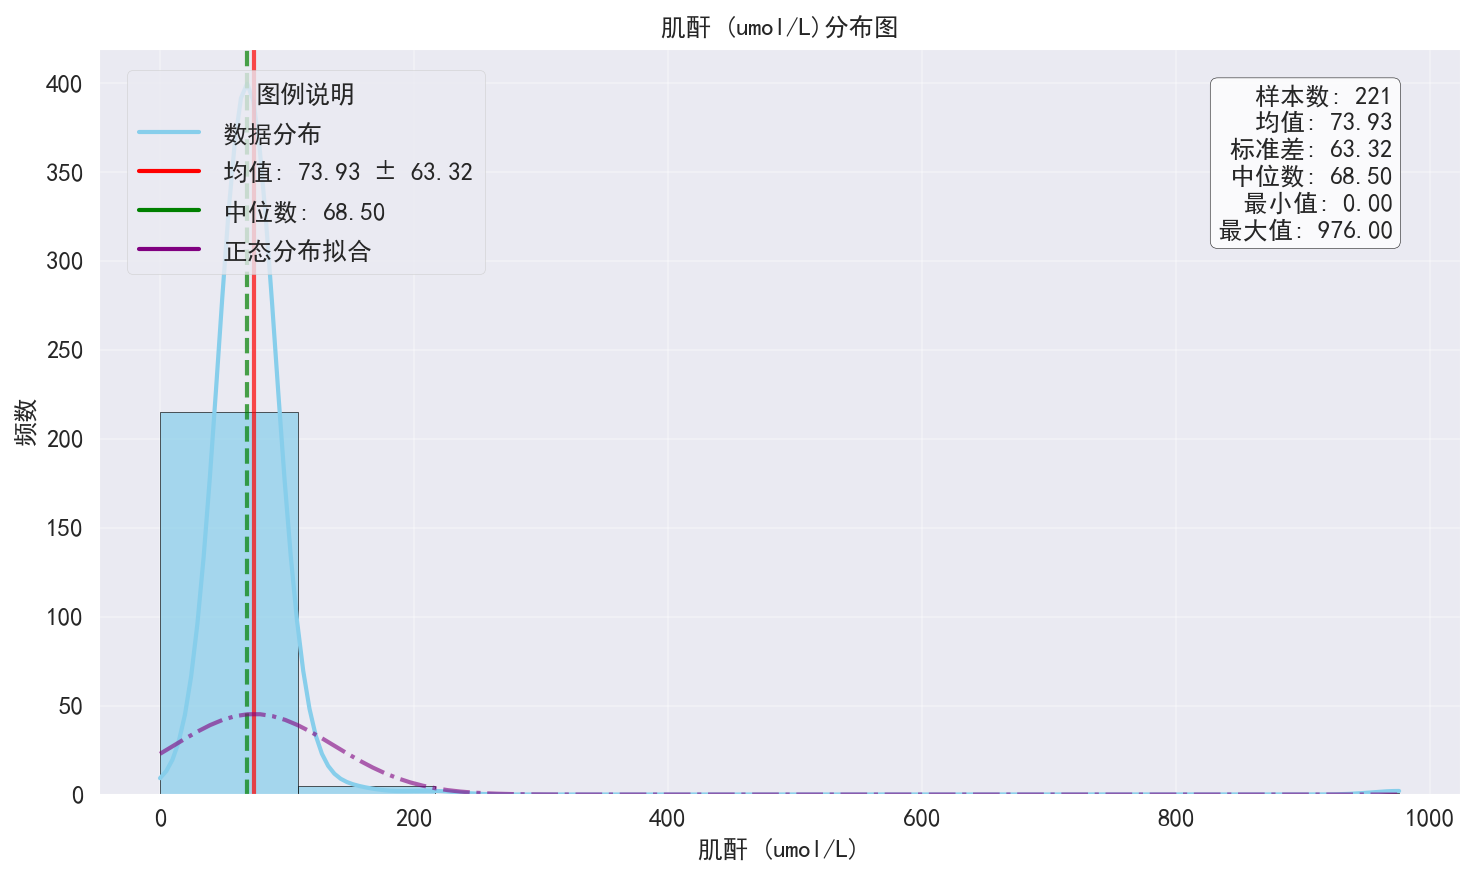 肌酐 (umol/L)分布图
图例说明
数据分布
均值: 73.93 ± 63.32
中位数: 68.50
正态分布拟合
样本数: 221
均值: 73.93
标准差: 63.32
中位数: 68.50
最小值: 0.00
最大值: 976.00
频数
400
350
300
250
200
150
100
50
0
0
200
400
600
800
1000
肌酐 (umol/L)